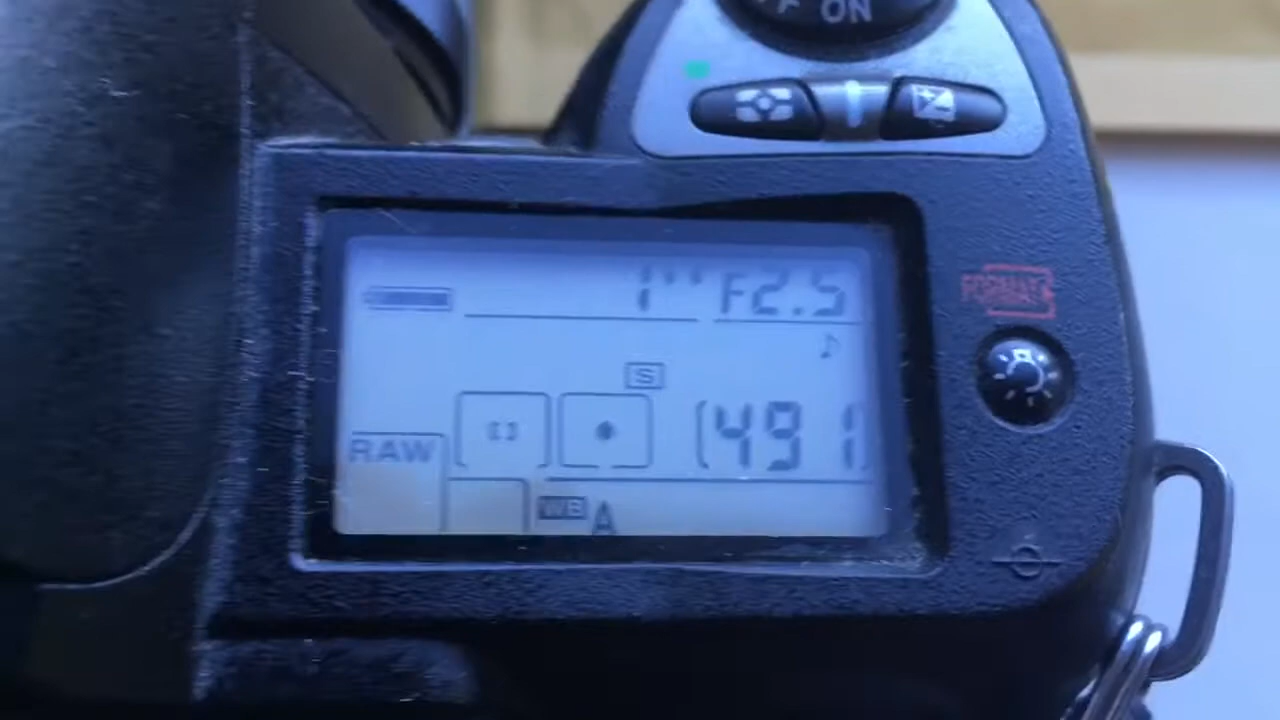 ON
1" F2.5
FORMAT
S
RAW [491]
WB A